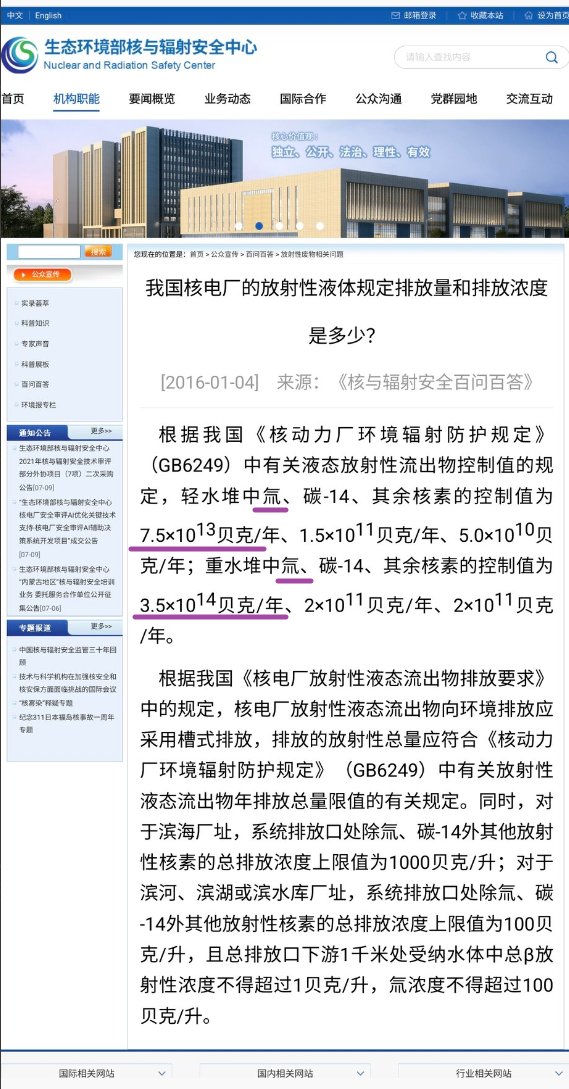 中文 | English
邮箱登录 收藏本站 设为首页
生态环境部核与辐射安全中心
Nuclear and Radiation Safety Center
请输入查找内容
首页 机构职能 要闻概览 业务动态 国际合作 公众沟通 党群园地 交流互动
核心价值观：
独立、公开、法治、理性、有效
搜索
您现在的位置：首页 > 公众宣传 > 百问百答 > 放射性废物相关问题
公众宣传
实录荟萃
科普知识
专家声音
科普展板
百问百答
环境报专栏
通知公告 更多>>
生态环境部核与辐射安全中心
2021年核与辐射安全技术审评
部分外协项目（7项）二次采购
公告[07-09]
“生态环境部核与辐射安全中心
核电厂安全审评AI优化关键技术
支持-核电厂安全审评AI辅助决
策系统开发项目”成交公告
[07-09]
生态环境部核与辐射安全中心
“内蒙古地区”核与辐射安全培训
业务 委托服务合作单位公开征
集公告[07-06]
专题报道 更多>>
中国核与辐射安全监管三十年回
顾
技术与科学机构在加强核安全和
核安保方面面临挑战的国际会议
“核雾染”释疑专题
纪念311日本福岛核事故一周年
专题
我国核电厂的放射性液体规定排放量和排放浓度
是多少？
[2016-01-04] 来源：《核与辐射安全百问百答》
根据我国《核动力厂环境辐射防护规定》
（GB6249）中有关液态放射性流出物控制值的规
定，轻水堆中氚、碳-14、其余核素的控制值为
7.5×10¹³贝克/年、1.5×10¹¹贝克/年、5.0×10¹⁰贝
克/年；重水堆中氚、碳-14、其余核素的控制值为
3.5×10¹⁴贝克/年、2×10¹¹贝克/年、2×10¹¹贝克
/年。
根据我国《核电厂放射性液态流出物排放要求》
中的规定，核电厂放射性液态流出物向环境排放应
采用槽式排放，排放的放射性总量应符合《核动力
厂环境辐射防护规定》（GB6249）中有关放射性
液态流出物年排放总量限值的有关规定。同时，对
于滨海厂址，系统排放口处除氚、碳-14外其他放射
性核素的总排放浓度上限值为1000贝克/升；对于
滨河、滨湖或滨水库厂址，系统排放口处除氚、碳
-14外其他放射性核素的总排放浓度上限值为100贝
克/升，且总排放口下游1千米处受纳水体中总β放
射性浓度不得超过1贝克/升，氚浓度不得超过100
贝克/升。
国际相关网站 国内相关网站 行业相关网站